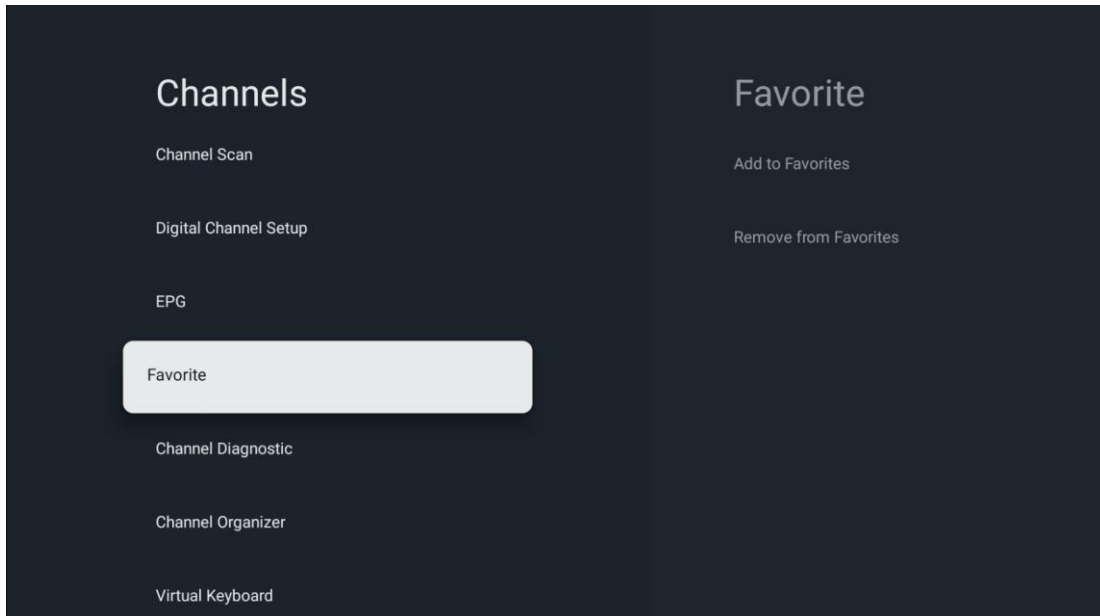 Channels
Channel Scan
Digital Channel Setup
EPG
Favorite
Channel Diagnostic
Channel Organizer
Virtual Keyboard
Favorite
Add to Favorites
Remove from Favorites